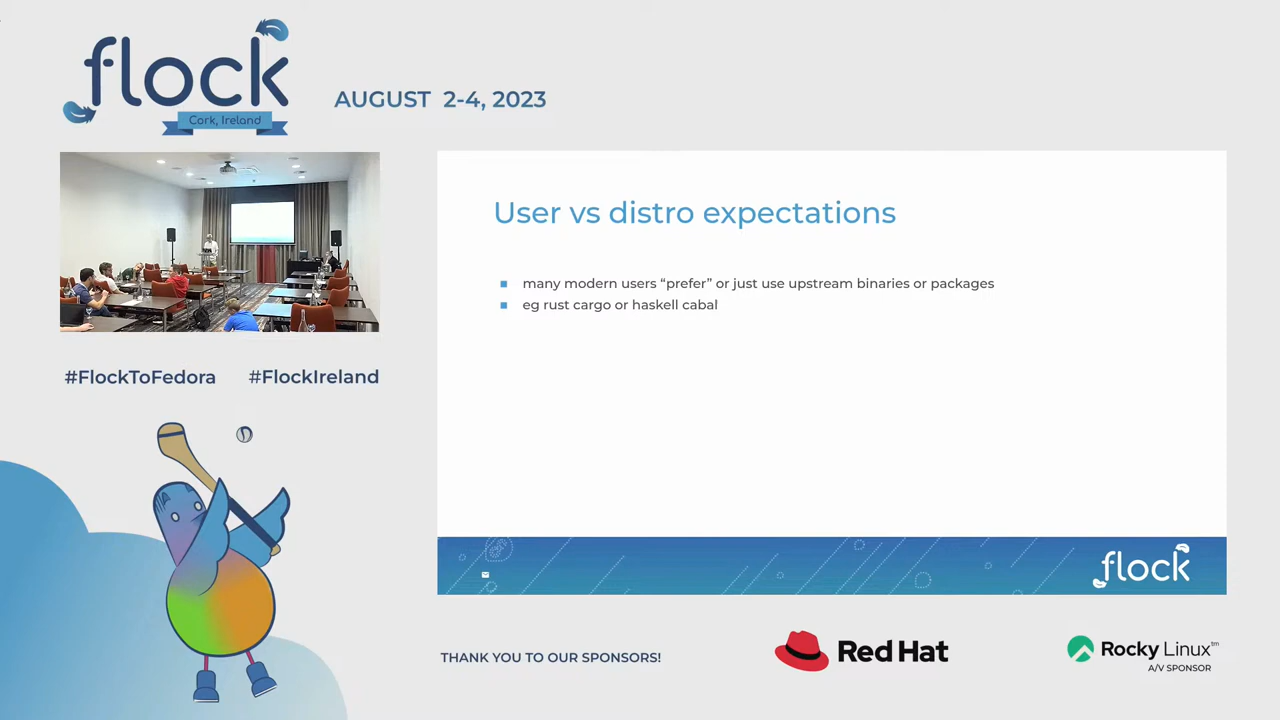 flock
Cork, Ireland
AUGUST 2-4, 2023
User vs distro expectations
many modern users “prefer” or just use upstream binaries or packages
eg rust cargo or haskell cabal
#FlockToFedora #FlockIreland
flock
THANK YOU TO OUR SPONSORS!
Red Hat
Rocky Linux™
A/V SPONSOR